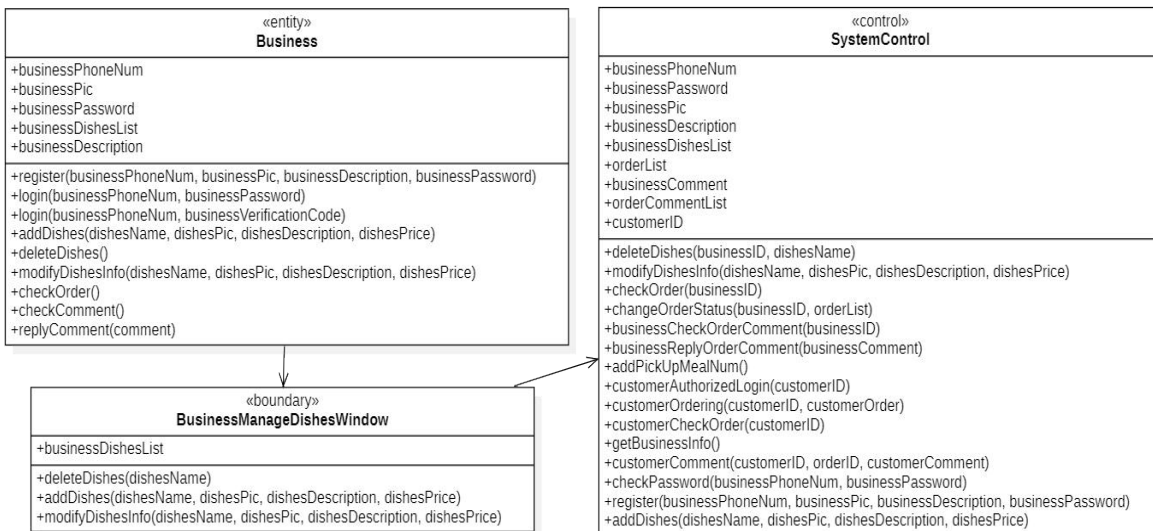 «entity»
Business
+businessPhoneNum
+businessPic
+businessPassword
+businessDishesList
+businessDescription
+register(businessPhoneNum, businessPic, businessDescription, businessPassword)
+login(businessPhoneNum, businessPassword)
+login(businessPhoneNum, businessVerificationCode)
+addDishes(dishesName, dishesPic, dishesDescription, dishesPrice)
+deleteDishes()
+modifyDishesInfo(dishesName, dishesPic, dishesDescription, dishesPrice)
+checkOrder()
+checkComment()
+replyComment(comment)
«boundary»
BusinessManageDishesWindow
+businessDishesList
+deleteDishes(dishesName)
+addDishes(dishesName, dishesPic, dishesDescription, dishesPrice)
+modifyDishesInfo(dishesName, dishesPic, dishesDescription, dishesPrice)
«control»
SystemControl
+businessPhoneNum
+businessPassword
+businessPic
+businessDescription
+businessDishesList
+orderList
+businessComment
+orderCommentList
+customerID
+deleteDishes(businessID, dishesName)
+modifyDishesInfo(dishesName, dishesPic, dishesDescription, dishesPrice)
+checkOrder(businessID)
+changeOrderStatus(businessID, orderList)
+businessCheckOrderComment(businessID)
+businessReplyOrderComment(businessComment)
+addPickUpMealNum()
+customerAuthorizedLogin(customerID)
+customerOrdering(customerID, customerOrder)
+customerCheckOrder(customerID)
+getBusinessInfo()
+customerComment(customerID, orderID, customerComment)
+checkPassword(businessPhoneNum, businessPassword)
+register(businessPhoneNum, businessPic, businessDescription, businessPassword)
+addDishes(dishesName, dishesPic, dishesDescription, dishesPrice)